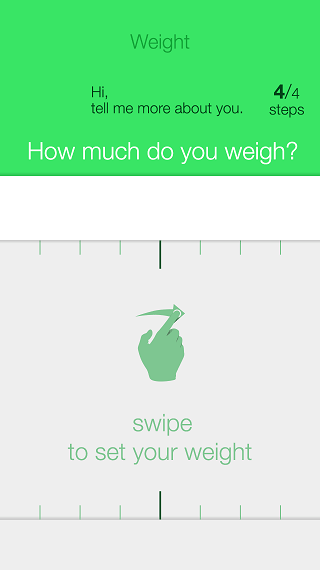 Weight
Hi,
tell me more about you.
4/4
steps
How much do you weigh?
swipe
to set your weight